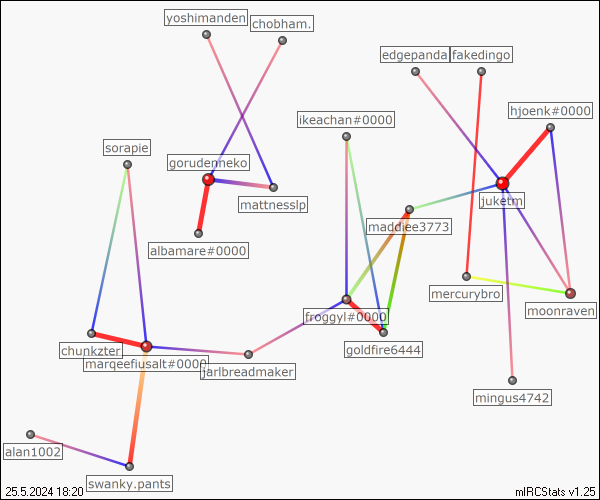 yoshimanden
chobham.
edgepanda
fakedingo
hjoenk#0000
ikeachan#0000
sorapie
gorudenneko
mattnesslp
juketm
maddiee3773
albamare#0000
mercurybro
moonraven
froggyl#0000
goldfire6444
chunkzter
marqeefiusalt#0000
jarlbreadmaker
mingus4742
alan1002
swanky.pants
25.5.2024 18:20
mIRCStats v1.25